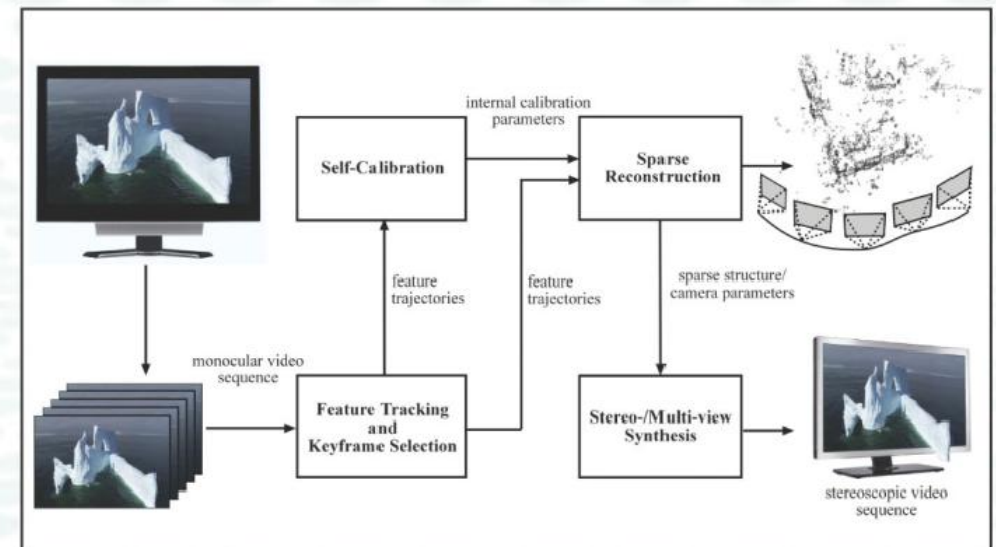 internal calibration
parameters
Self-Calibration
Sparse
Reconstruction
feature
trajectories
feature
trajectories
sparse structure/
camera parameters
monocular video
sequence
Feature Tracking
and
Keyframe Selection
Stereo-/Multi-view
Synthesis
stereoscopic video
sequence